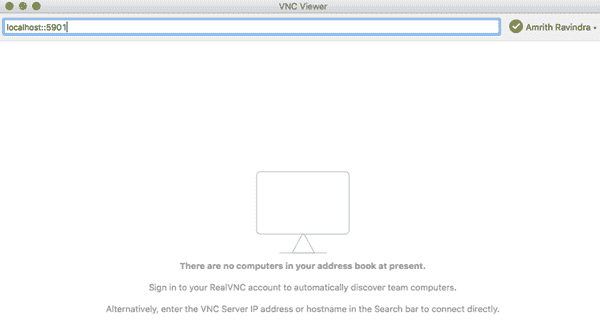 VNC Viewer
localhost::5901
Amrith Ravindra
There are no computers in your address book at present.
Sign in to your RealVNC account to automatically discover team computers.
Alternatively, enter the VNC Server IP address or hostname in the Search bar to connect directly.